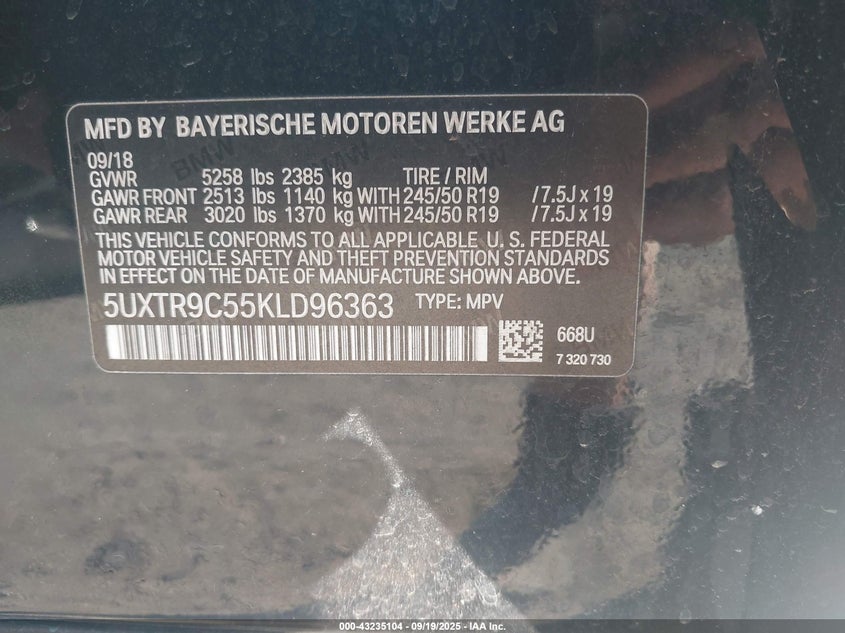 MFD BY BAYERISCHE MOTOREN WERKE AG
09/18
GVWR 5258 lbs 2385 kg TIRE / RIM
GAWR FRONT 2513 lbs 1140 kg WITH 245/50 R19 / 7.5J x 19
GAWR REAR 3020 lbs 1370 kg WITH 245/50 R19 / 7.5J x 19
THIS VEHICLE CONFORMS TO ALL APPLICABLE U. S. FEDERAL
MOTOR VEHICLE SAFETY AND THEFT PREVENTION STANDARDS
IN EFFECT ON THE DATE OF MANUFACTURE SHOWN ABOVE.
5UXTR9C55KLD96363 TYPE: MPV
668U
7 320 730
000-43235104 - 09/19/2025 - IAA Inc.